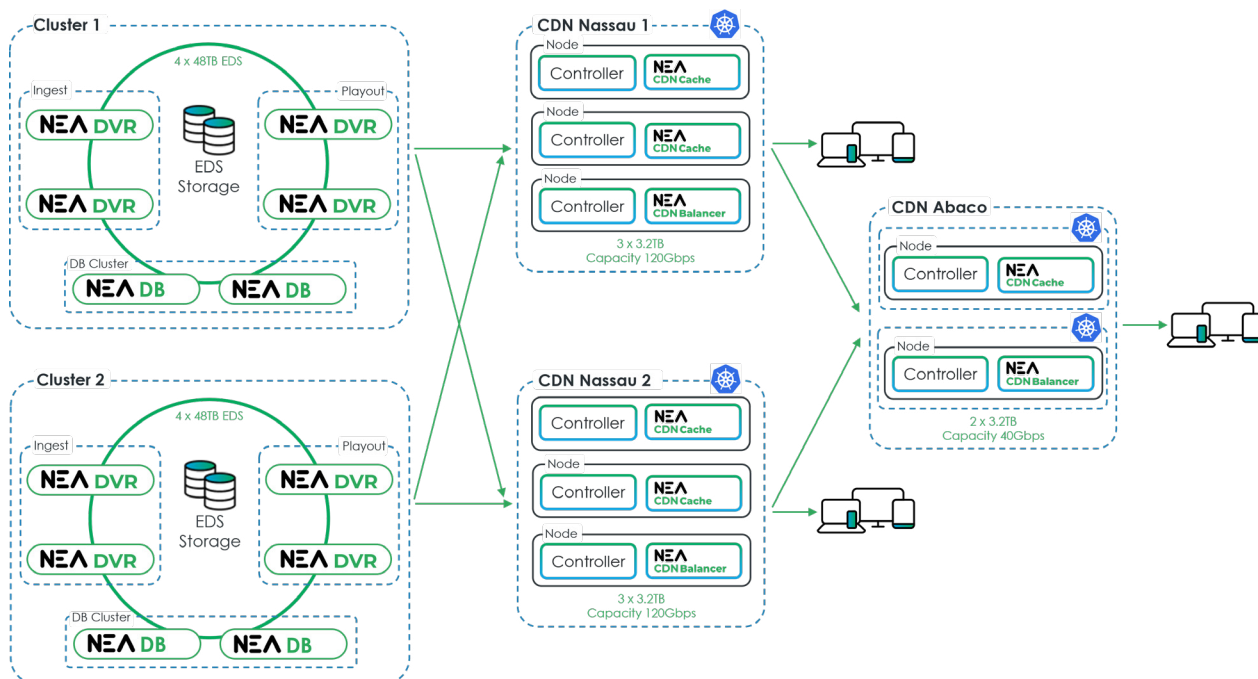 Cluster 1
4 x 48TB EDS
Ingest
Playout
NEA DVR
NEA DVR
EDS
Storage
NEA DVR
NEA DVR
DB Cluster
NEA DB
NEA DB
Cluster 2
4 x 48TB EDS
Ingest
Playout
NEA DVR
NEA DVR
EDS
Storage
NEA DVR
NEA DVR
DB Cluster
NEA DB
NEA DB
CDN Nassau 1
Node
Controller
NEA
CDN Cache
Node
Controller
NEA
CDN Cache
Node
Controller
NEA
CDN Balancer
3 x 3.2TB
Capacity 120Gbps
CDN Nassau 2
Controller
NEA
CDN Cache
Node
Controller
NEA
CDN Cache
Node
Controller
NEA
CDN Balancer
3 x 3.2TB
Capacity 120Gbps
CDN Abaco
Node
Controller
NEA
CDN Cache
Node
Controller
NEA
CDN Balancer
2 x 3.2TB
Capacity 40Gbps